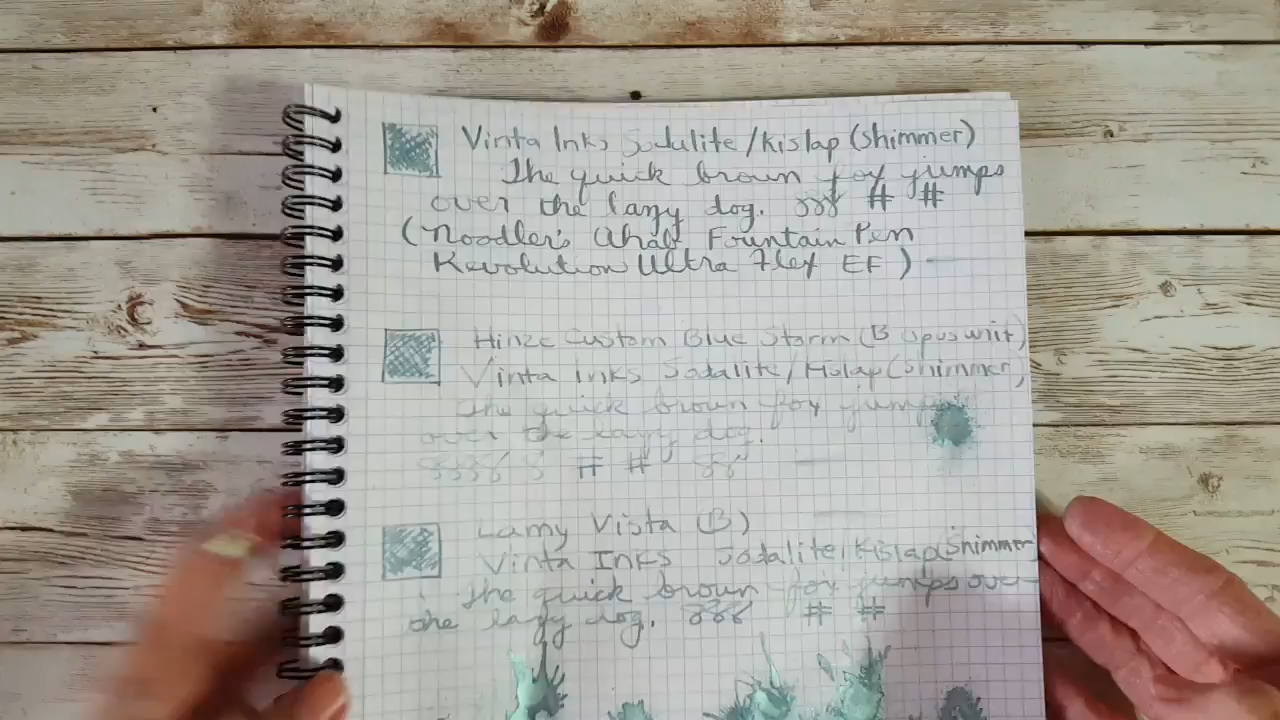 Vinta Inks Sodalite/Kislap (Shimmer)
The quick brown fox jumps
over the lazy dog. # #
(Noodler's Ahab Fountain Pen
Revolution Ultra Flex EF)
Hinze Custom Blue Storm (B opus unit)
Vinta Inks Sodalite/Kislap (Shimmer)
The quick brown fox jumps
over the lazy dog.
# #
Lamy Vista (B)
Vinta Inks Sodalite/Kislap (Shimmer
The quick brown fox jumps over
the lazy dog. # #